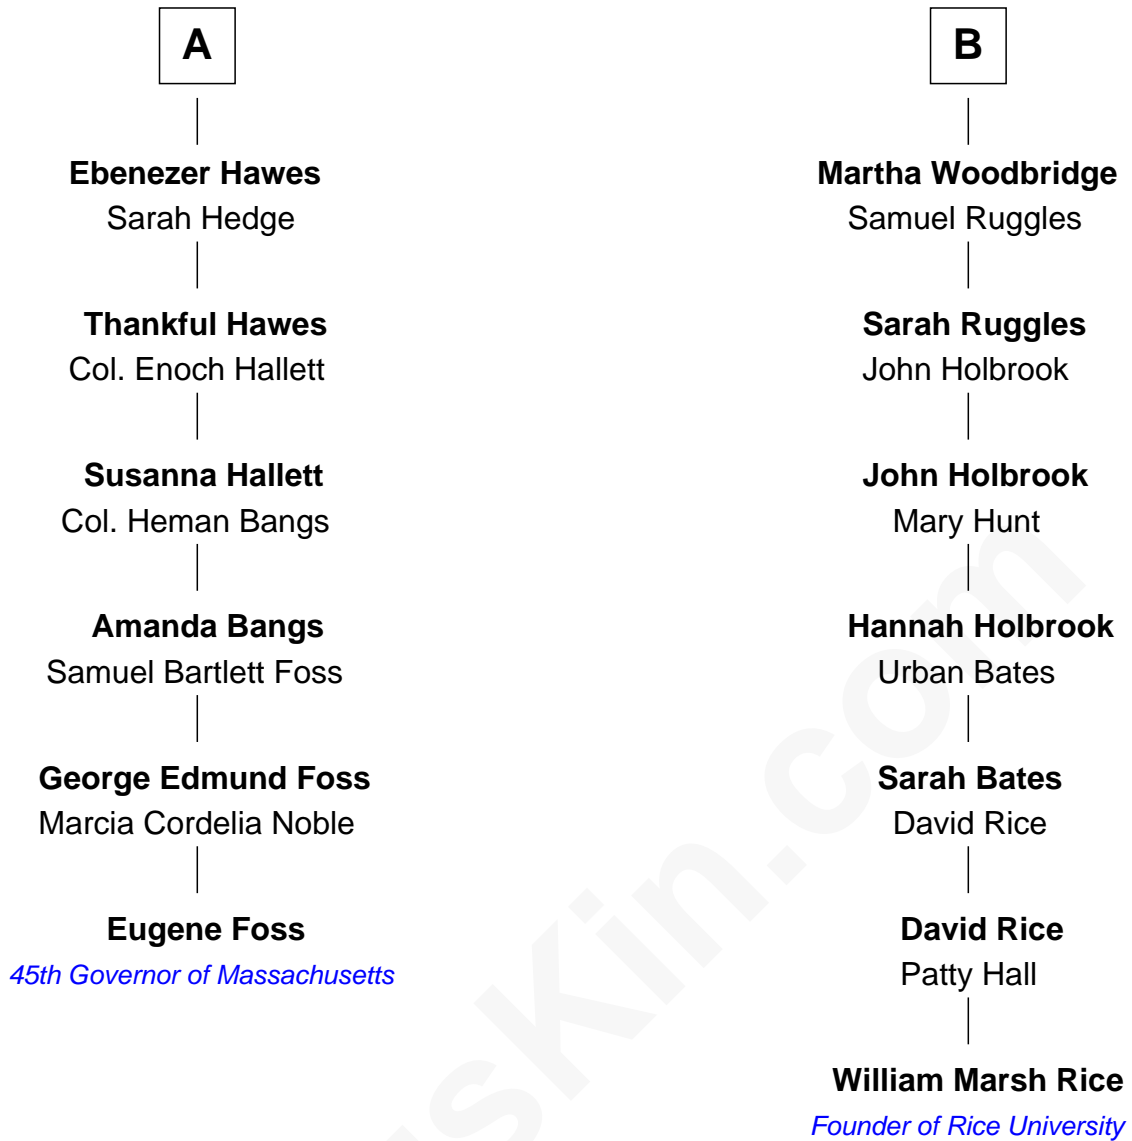 A
Ebenezer Hawes
Sarah Hedge
Thankful Hawes
Col. Enoch Hallett
Susanna Hallett
Col. Heman Bangs
Amanda Bangs
Samuel Bartlett Foss
George Edmund Foss
Marcia Cordelia Noble
Eugene Foss
45th Governor of Massachusetts
B
Martha Woodbridge
Samuel Ruggles
Sarah Ruggles
John Holbrook
John Holbrook
Mary Hunt
Hannah Holbrook
Urban Bates
Sarah Bates
David Rice
David Rice
Patty Hall
William Marsh Rice
Founder of Rice University